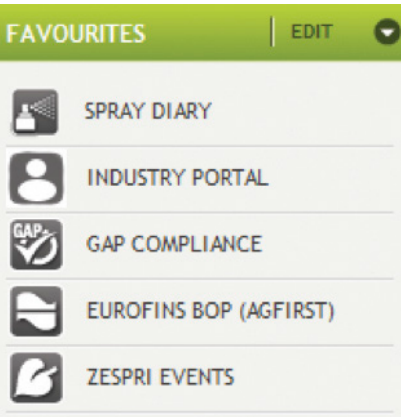 FAVOURITES | EDIT
SPRAY DIARY
INDUSTRY PORTAL
GAP
GAP COMPLIANCE
EUROFINS BOP (AGFIRST)
ZESPRI EVENTS